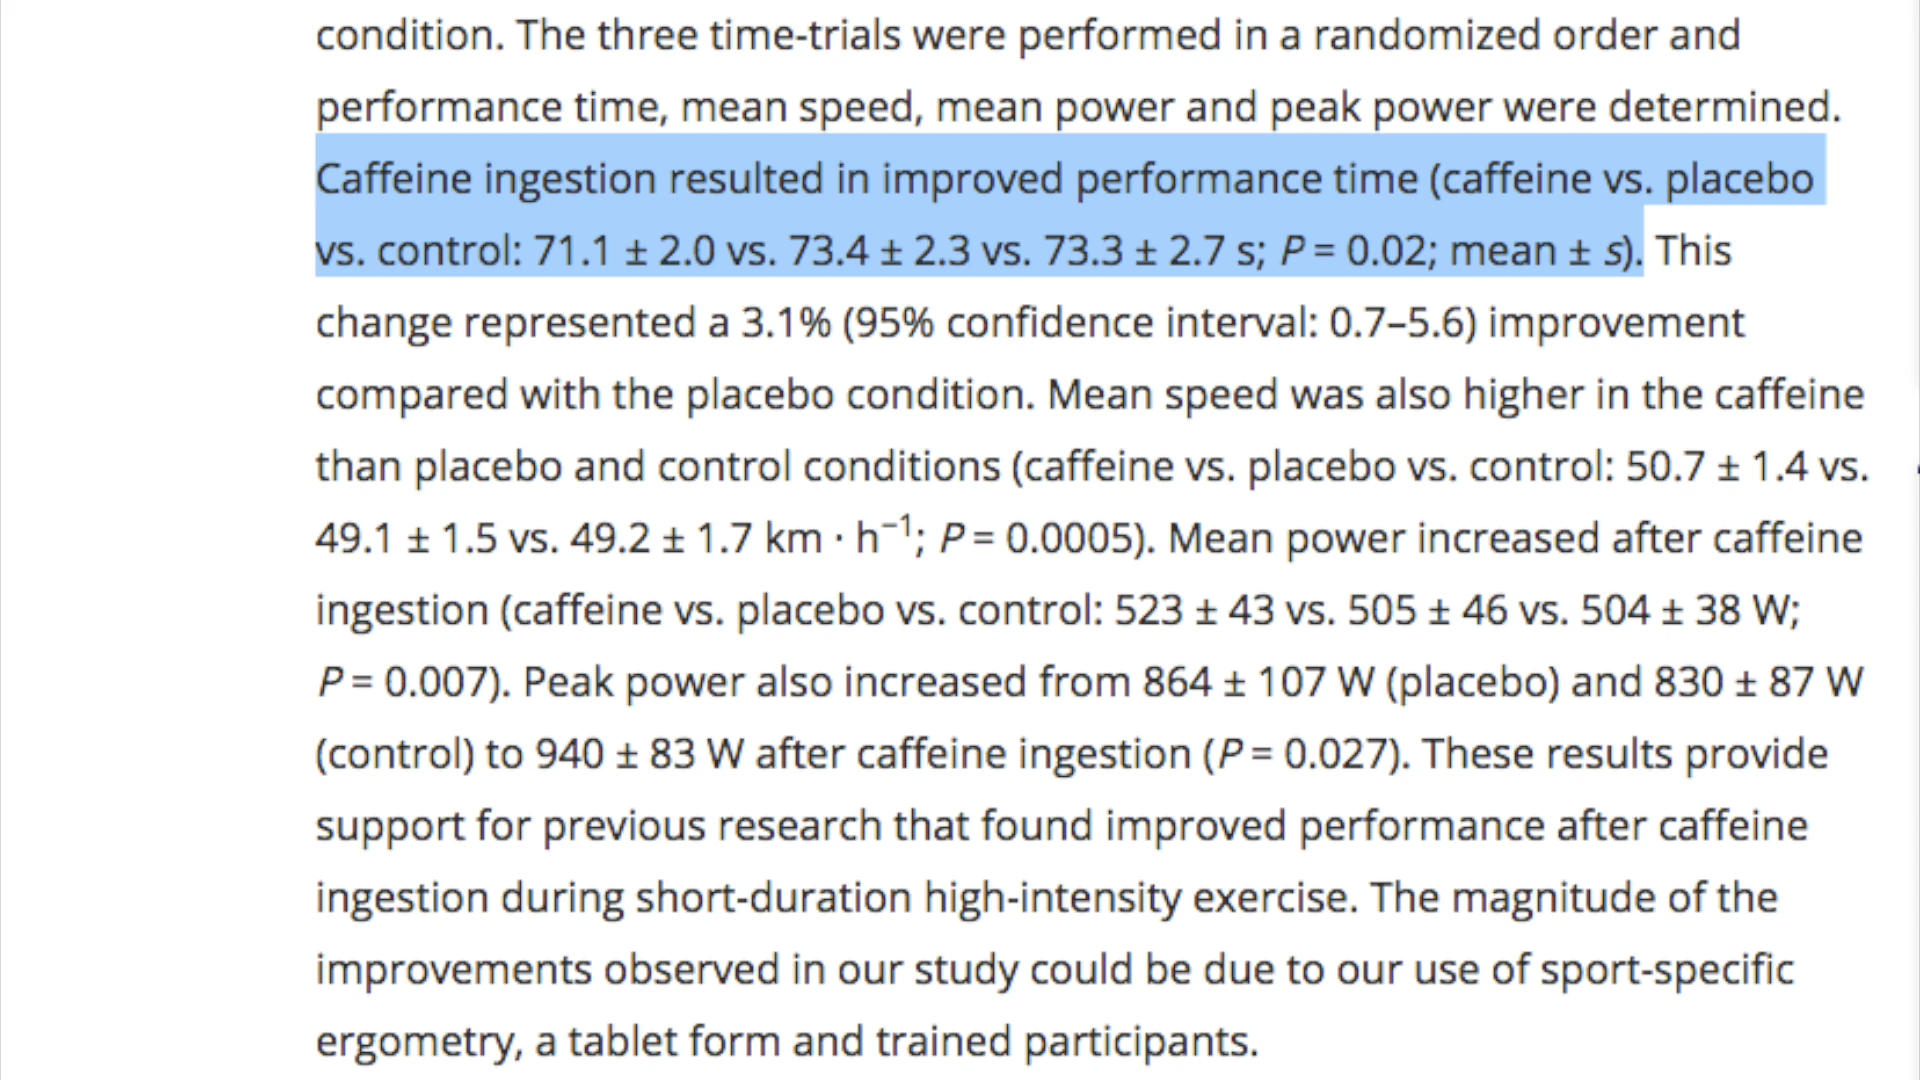 condition. The three time-trials were performed in a randomized order and
performance time, mean speed, mean power and peak power were determined.
Caffeine ingestion resulted in improved performance time (caffeine vs. placebo
vs. control: 71.1 ± 2.0 vs. 73.4 ± 2.3 vs. 73.3 ± 2.7 s; P = 0.02; mean ± s). This
change represented a 3.1% (95% confidence interval: 0.7–5.6) improvement
compared with the placebo condition. Mean speed was also higher in the caffeine
than placebo and control conditions (caffeine vs. placebo vs. control: 50.7 ± 1.4 vs.
49.1 ± 1.5 vs. 49.2 ± 1.7 km · h⁻¹; P = 0.0005). Mean power increased after caffeine
ingestion (caffeine vs. placebo vs. control: 523 ± 43 vs. 505 ± 46 vs. 504 ± 38 W;
P = 0.007). Peak power also increased from 864 ± 107 W (placebo) and 830 ± 87 W
(control) to 940 ± 83 W after caffeine ingestion (P = 0.027). These results provide
support for previous research that found improved performance after caffeine
ingestion during short-duration high-intensity exercise. The magnitude of the
improvements observed in our study could be due to our use of sport-specific
ergometry, a tablet form and trained participants.